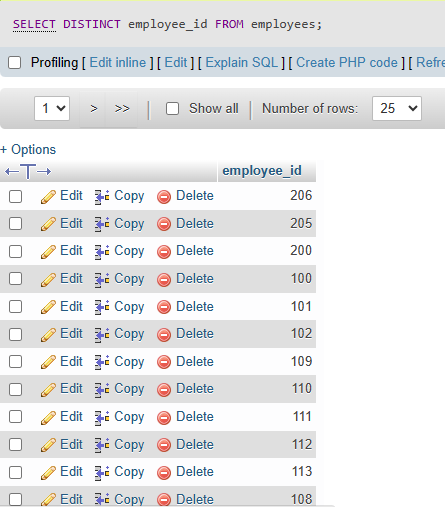 SELECT DISTINCT employee_id FROM employees;
Profiling [ Edit inline ] [ Edit ] [ Explain SQL ] [ Create PHP code ] [ Refre
1 > >> Show all Number of rows: 25
+ Options
←T→ employee_id
Edit Copy Delete 206
Edit Copy Delete 205
Edit Copy Delete 200
Edit Copy Delete 100
Edit Copy Delete 101
Edit Copy Delete 102
Edit Copy Delete 109
Edit Copy Delete 110
Edit Copy Delete 111
Edit Copy Delete 112
Edit Copy Delete 113
Edit Copy Delete 108